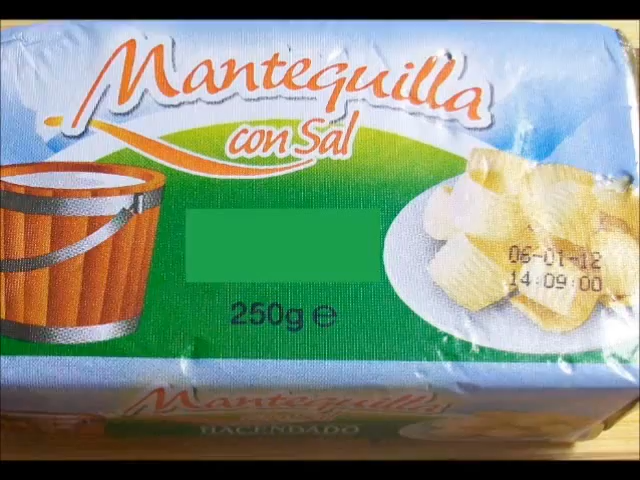 Mantequilla
con Sal
250g e
06-01-12
14:09:00
Mantequilla
HACENDADO